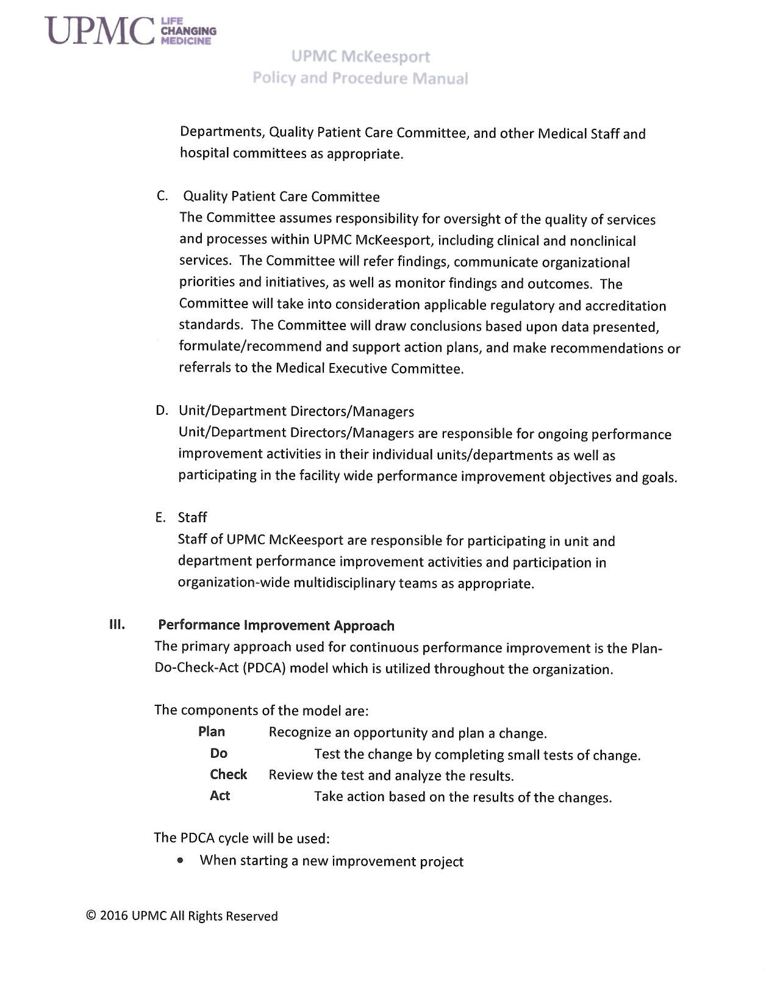 UPMC LIFE
CHANGING
MEDICINE
UPMC McKeesport
Policy and Procedure Manual
Departments, Quality Patient Care Committee, and other Medical Staff and
hospital committees as appropriate.
C. Quality Patient Care Committee
The Committee assumes responsibility for oversight of the quality of services
and processes within UPMC McKeesport, including clinical and nonclinical
services. The Committee will refer findings, communicate organizational
priorities and initiatives, as well as monitor findings and outcomes. The
Committee will take into consideration applicable regulatory and accreditation
standards. The Committee will draw conclusions based upon data presented,
formulate/recommend and support action plans, and make recommendations or
referrals to the Medical Executive Committee.
D. Unit/Department Directors/Managers
Unit/Department Directors/Managers are responsible for ongoing performance
improvement activities in their individual units/departments as well as
participating in the facility wide performance improvement objectives and goals.
E. Staff
Staff of UPMC McKeesport are responsible for participating in unit and
department performance improvement activities and participation in
organization-wide multidisciplinary teams as appropriate.
III. Performance Improvement Approach
The primary approach used for continuous performance improvement is the Plan-
Do-Check-Act (PDCA) model which is utilized throughout the organization.
The components of the model are:
Plan Recognize an opportunity and plan a change.
Do Test the change by completing small tests of change.
Check Review the test and analyze the results.
Act Take action based on the results of the changes.
The PDCA cycle will be used:
• When starting a new improvement project
© 2016 UPMC All Rights Reserved